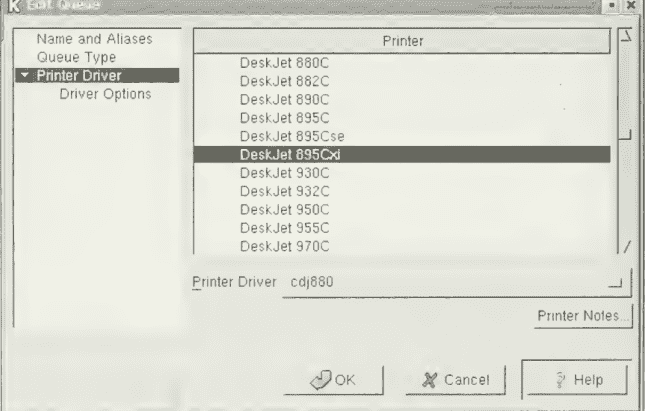 Edit Queue
Name and Aliases
Queue Type
Printer Driver
Driver Options
Printer
DeskJet 880C
DeskJet 882C
DeskJet 890C
DeskJet 895C
DeskJet 895Cse
DeskJet 895Cxi
DeskJet 930C
DeskJet 932C
DeskJet 950C
DeskJet 955C
DeskJet 970C
Printer Driver cdj880
Printer Notes...
OK
Cancel
Help